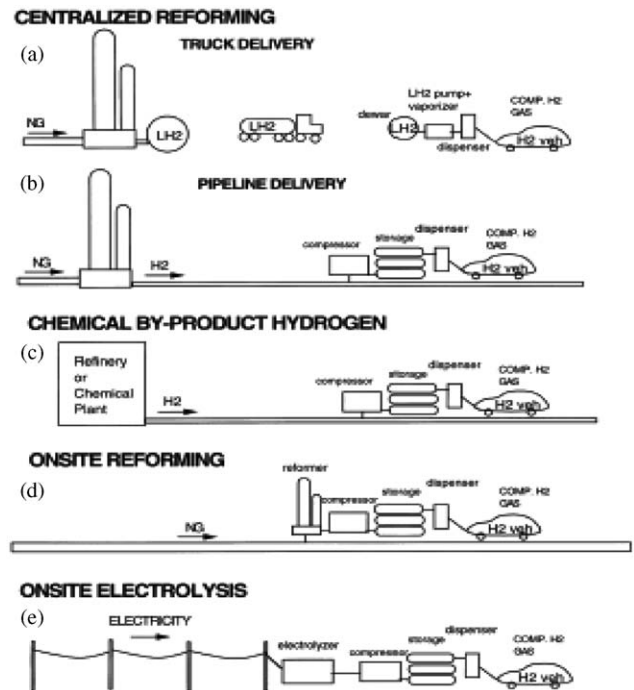 CENTRALIZED REFORMING
(a)
TRUCK DELIVERY
NG
LH2
LH2
LH2 pump+
vaporizer
dewar
LH2
dispenser
COMP. H2
GAS
H2 veh
(b)
PIPELINE DELIVERY
NG
H2
compressor
storage
dispenser
COMP. H2
GAS
H2 veh
CHEMICAL BY-PRODUCT HYDROGEN
(c)
Refinery
or
Chemical
Plant
H2
compressor
storage
dispenser
COMP. H2
GAS
H2 veh
ONSITE REFORMING
(d)
NG
reformer
compressor
storage
dispenser
COMP. H2
GAS
H2 veh
ONSITE ELECTROLYSIS
(e)
ELECTRICITY
electrolyzer
compressor
storage
dispenser
COMP. H2
GAS
H2 veh